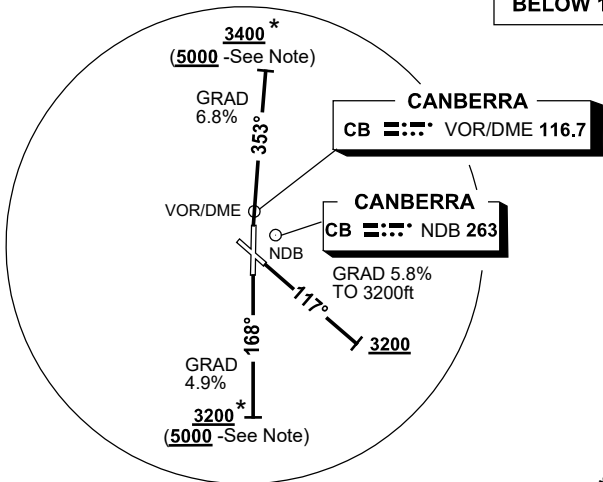 BELOW 1
3400 *
(5000 -See Note)
GRAD
6.8%
353°
CANBERRA
CB VOR/DME 116.7
VOR/DME
CANBERRA
CB NDB 263
NDB
GRAD 5.8%
TO 3200ft
117°
3200
168°
GRAD
4.9%
3200 *
(5000 -See Note)